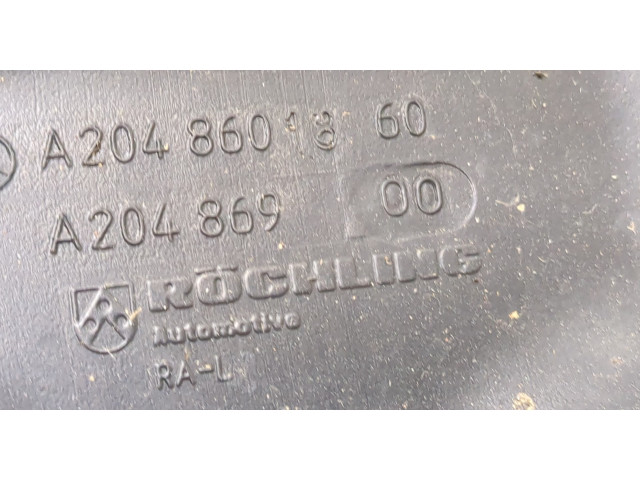 A204 860 18 60
A204 869 00
RÖCHLING
Automotive
RA-L